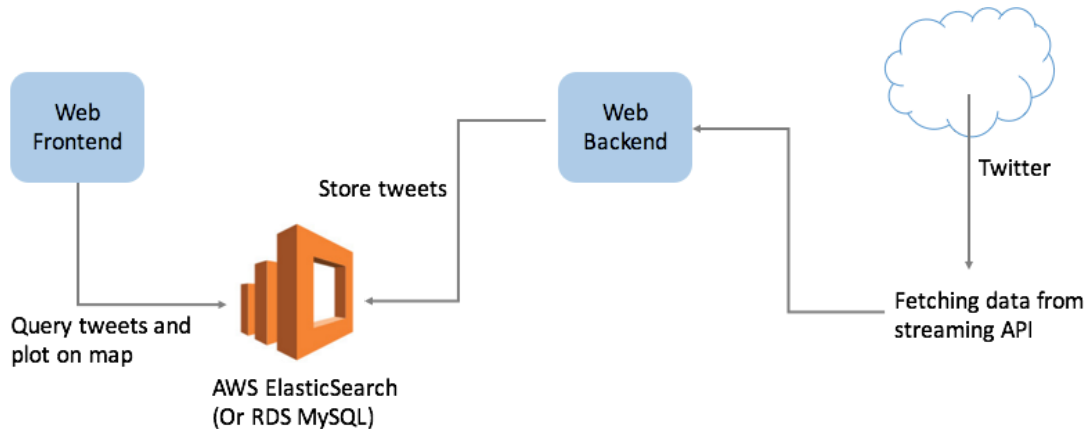 Web
Frontend
Web
Backend
Twitter
Store tweets
Query tweets and
plot on map
Fetching data from
streaming API
AWS ElasticSearch
(Or RDS MySQL)